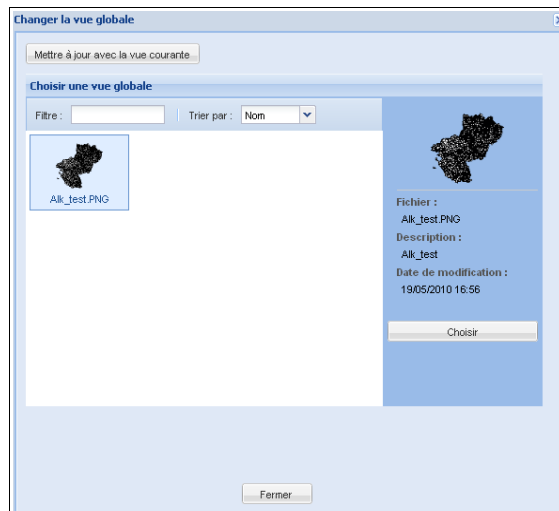 Changer la vue globale
Mettre à jour avec la vue courante
Choisir une vue globale
Filtre : Trier par : Nom
Alk_test.PNG
Fichier :
Alk_test.PNG
Description :
Alk_test
Date de modification :
19/05/2010 16:56
Choisir
Fermer